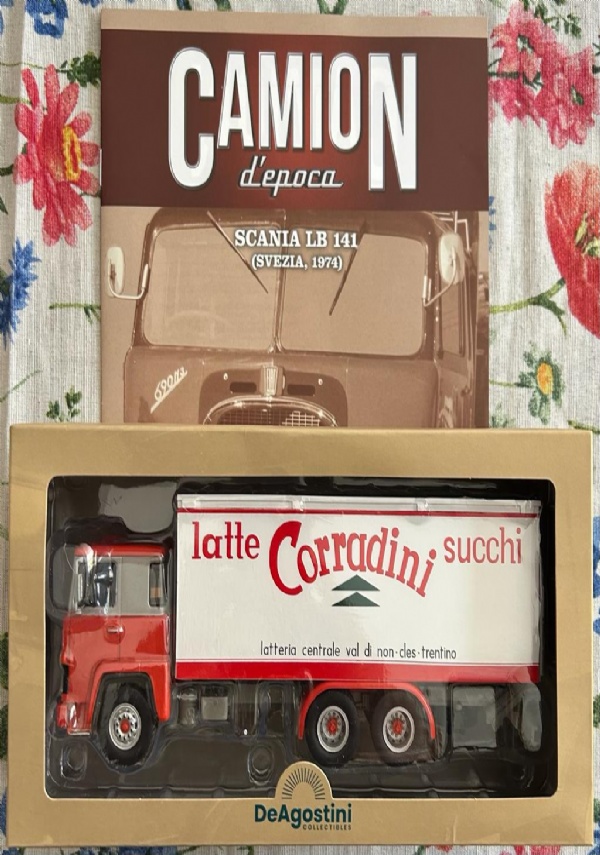 CAMION
d'epoca
SCANIA LB 141
(SVEZIA, 1974)
690N3
latte Corradini succhi
latteria centrale val di non-cles-trentino
DeAgostini
COLLECTIBLES